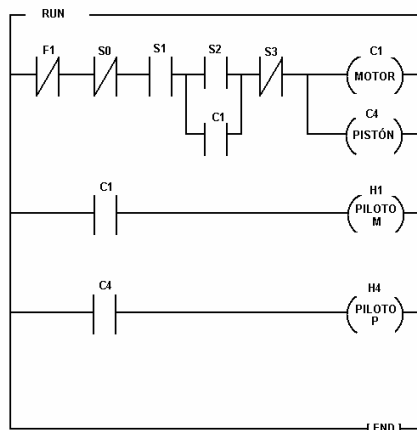 RUN
F1 S0 S1 S2 S3 C1
MOTOR
C1 C4
PISTÓN
C1 H1
PILOTO
M
C4 H4
PILOTO
P
END